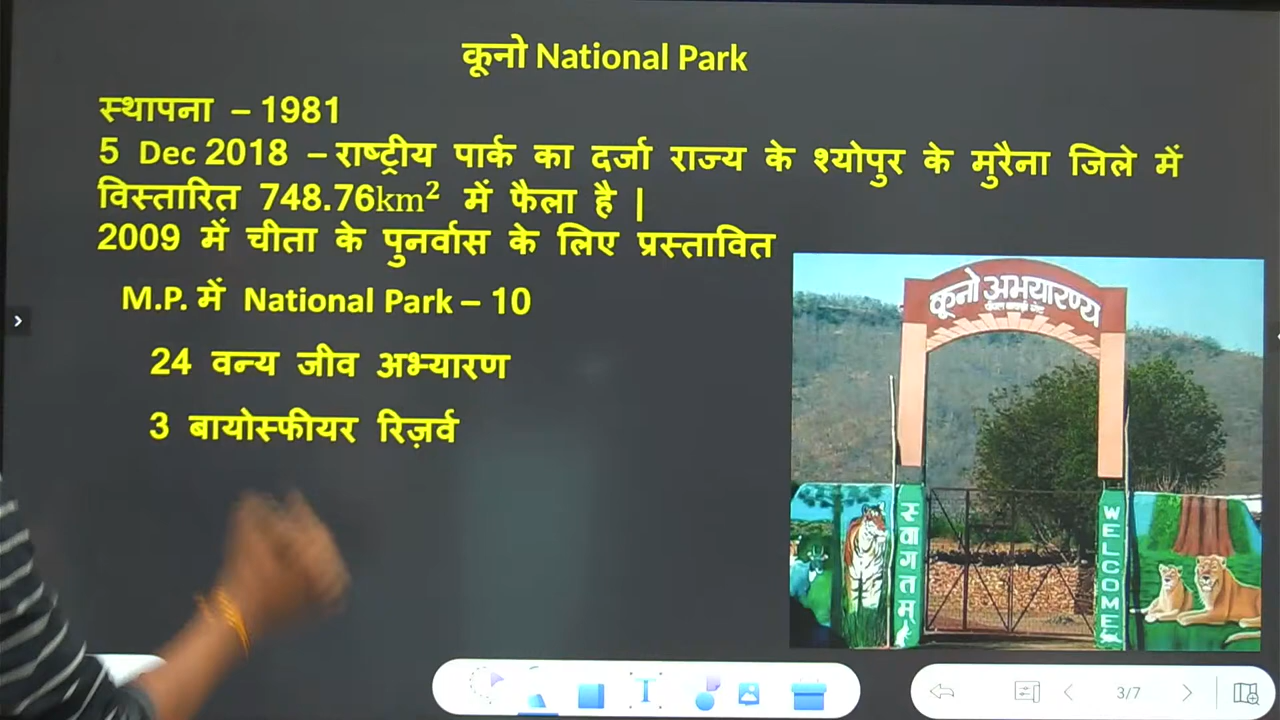 कूनो National Park
स्थापना – 1981
5 Dec 2018 – राष्ट्रीय पार्क का दर्जा राज्य के श्योपुर के मुरैना जिले में
विस्तारित 748.76km² में फैला है |
2009 में चीता के पुनर्वास के लिए प्रस्तावित
M.P. में National Park – 10
24 वन्य जीव अभ्यारण
3 बायोस्फीयर रिज़र्व
कूनो अभयारण्य
स्वागतम्
WELCOME
3/7